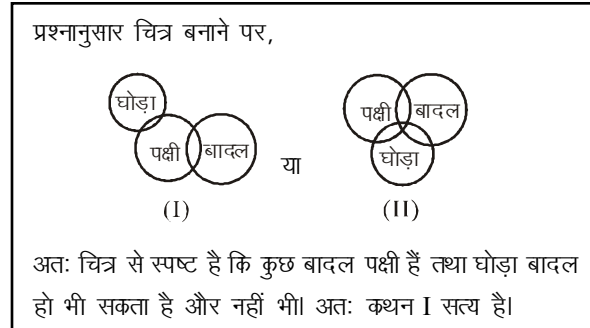 प्रश्नानुसार चित्र बनाने पर,
घोड़ा
पक्षी
बादल
या
पक्षी
बादल
घोड़ा
(I)
(II)
अतः चित्र से स्पष्ट है कि कुछ बादल पक्षी हैं तथा घोड़ा बादल
हो भी सकता है और नहीं भी। अतः कथन I सत्य है।